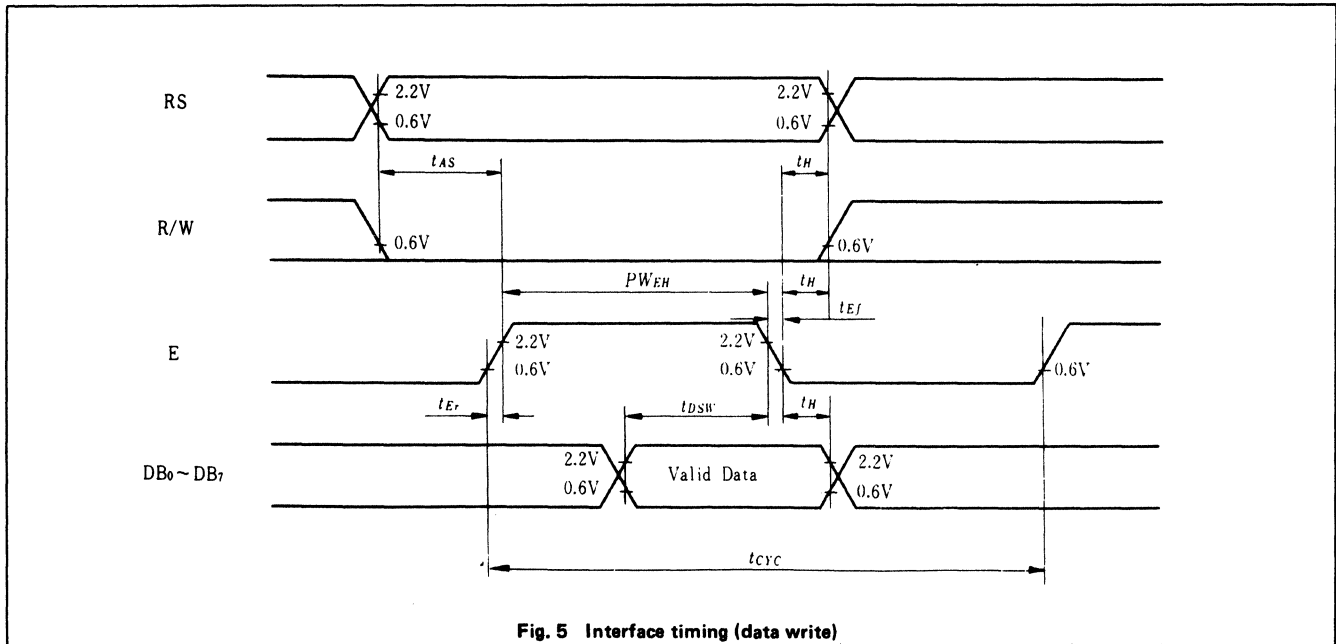 RS
2.2V
0.6V
2.2V
0.6V
tAS
tH
R/W
0.6V
0.6V
PWEH
tH
tEf
E
2.2V
0.6V
2.2V
0.6V
0.6V
tEr
tDSW
tH
DB0~DB7
2.2V
0.6V
Valid Data
2.2V
0.6V
tCYC
Fig. 5 Interface timing (data write)